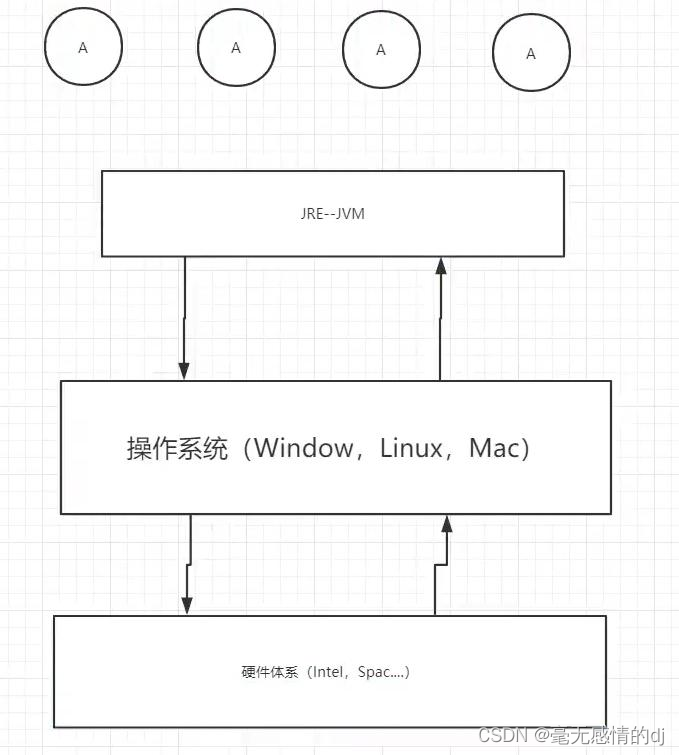 A A A A
JRE--JVM
操作系统（Window，Linux，Mac）
硬件体系（Intel，Spac....）
CSDN @毫无感情的dj